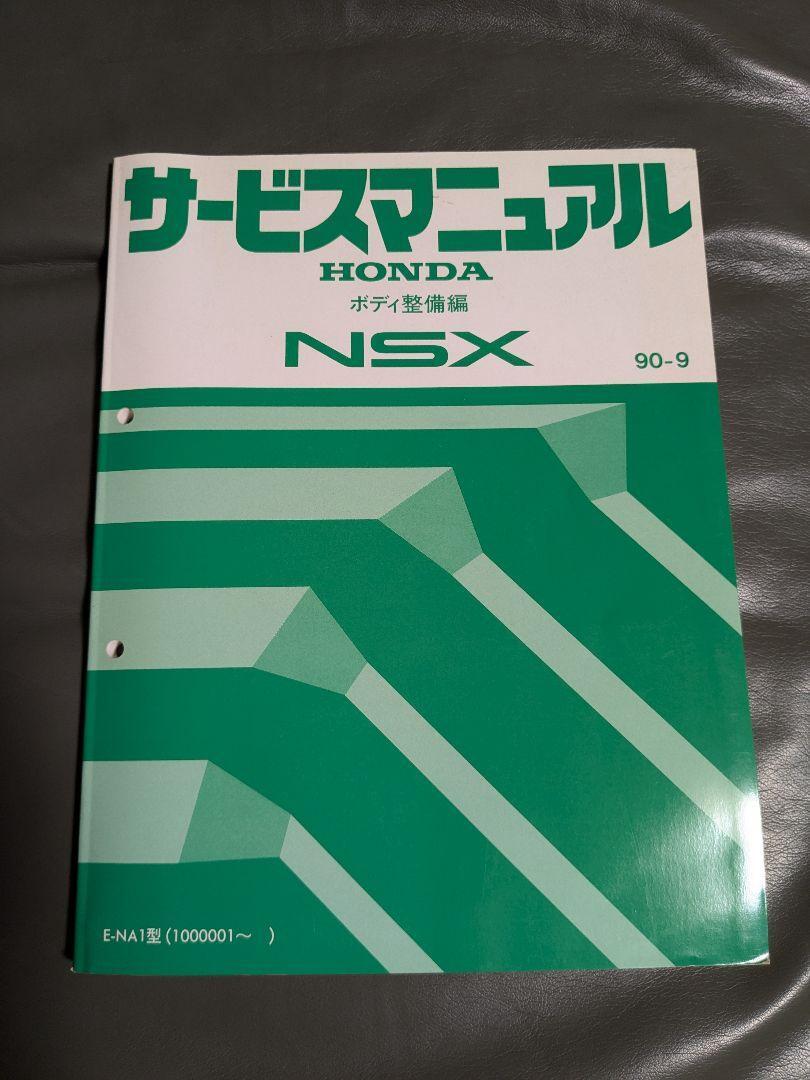 サービスマニュアル
HONDA
ボディ整備編
NSX
90-9
E-NA1型(1000001〜　)